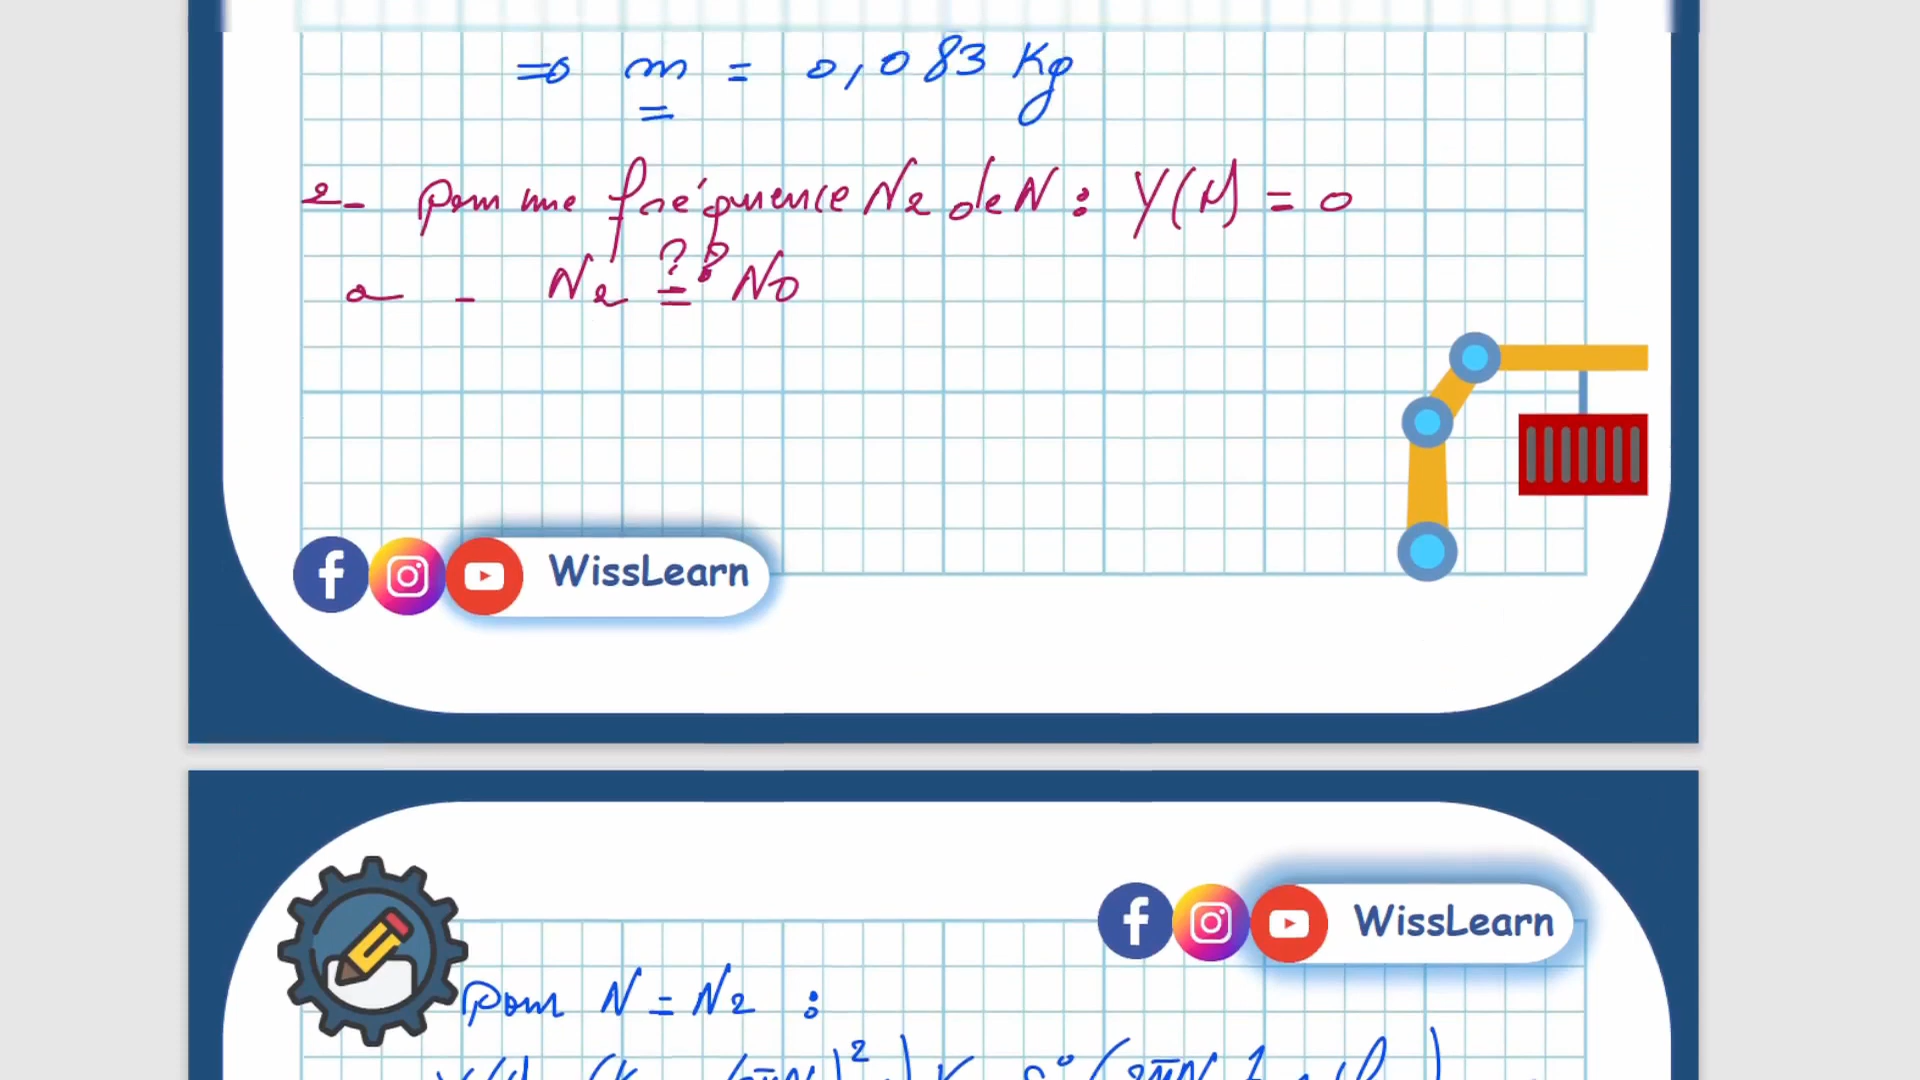 ⇒ m = 0,083 Kg
2- Pour une fréquence N2 de N : Y(t) = 0
a - N2 =?? N0
WissLearn
WissLearn
Pour N = N2 :